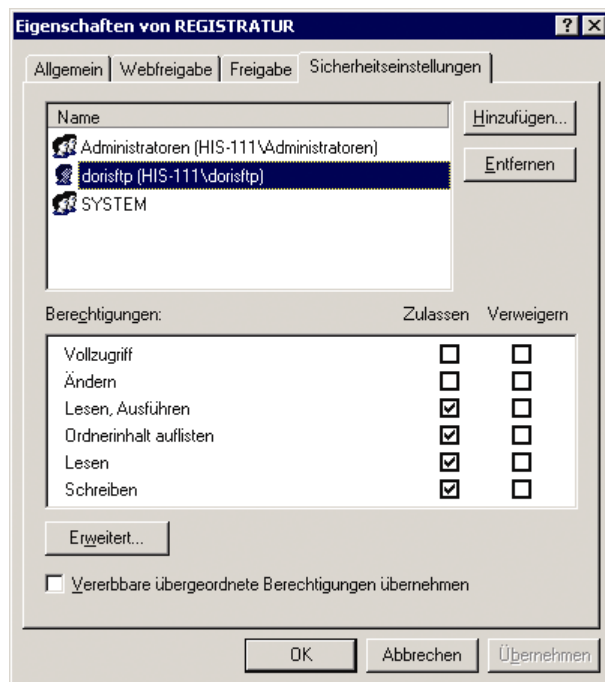 Eigenschaften von REGISTRATUR
Allgemein Webfreigabe Freigabe Sicherheitseinstellungen
Name
Hinzufügen...
Administratoren (HIS-111\Administratoren)
dorisftp (HIS-111\dorisftp)
Entfernen
SYSTEM
Berechtigungen: Zulassen Verweigern
Vollzugriff
Ändern
Lesen, Ausführen
Ordnerinhalt auflisten
Lesen
Schreiben
Erweitert...
Vererbbare übergeordnete Berechtigungen übernehmen
OK Abbrechen Übernehmen